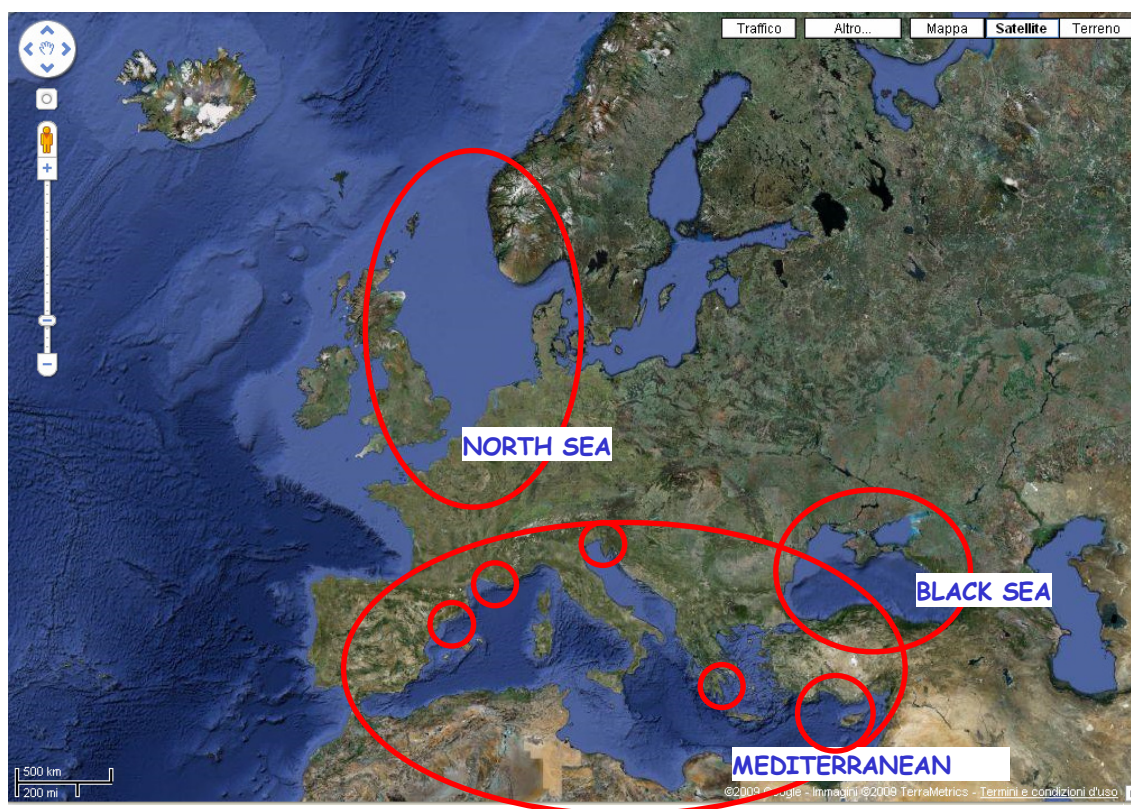 Traffico Altro... Mappa Satellite Terreno
NORTH SEA
BLACK SEA
MEDITERRANEAN
500 km
200 mi
©2009 Google - Immagini ©2009 TerraMetrics - Termini e condizioni d'uso